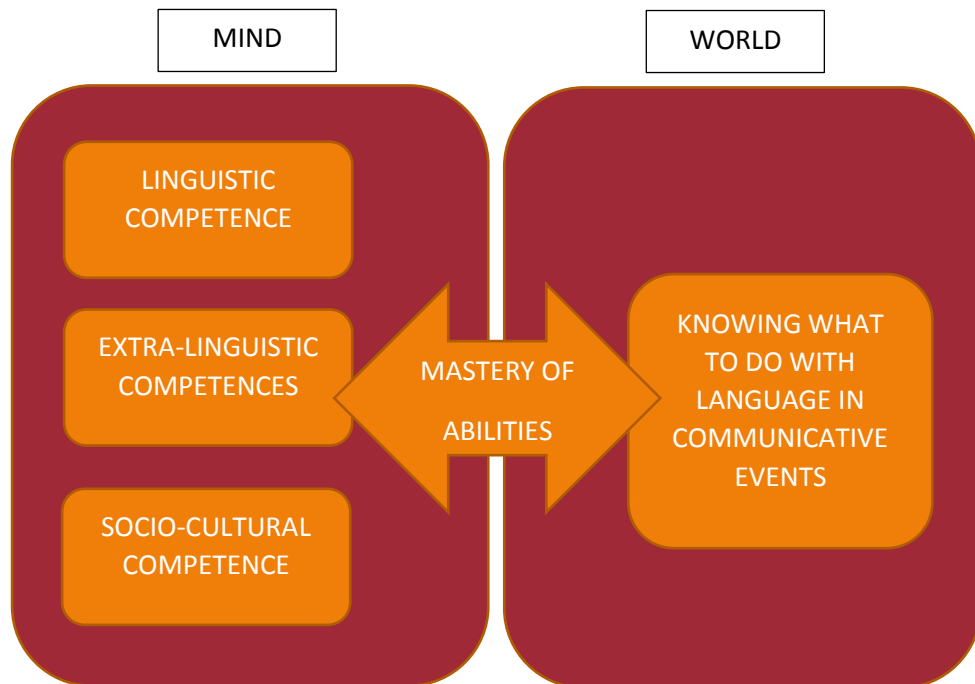 MIND
WORLD
LINGUISTIC
COMPETENCE
EXTRA-LINGUISTIC
COMPETENCES
SOCIO-CULTURAL
COMPETENCE
MASTERY OF
ABILITIES
KNOWING WHAT
TO DO WITH
LANGUAGE IN
COMMUNICATIVE
EVENTS